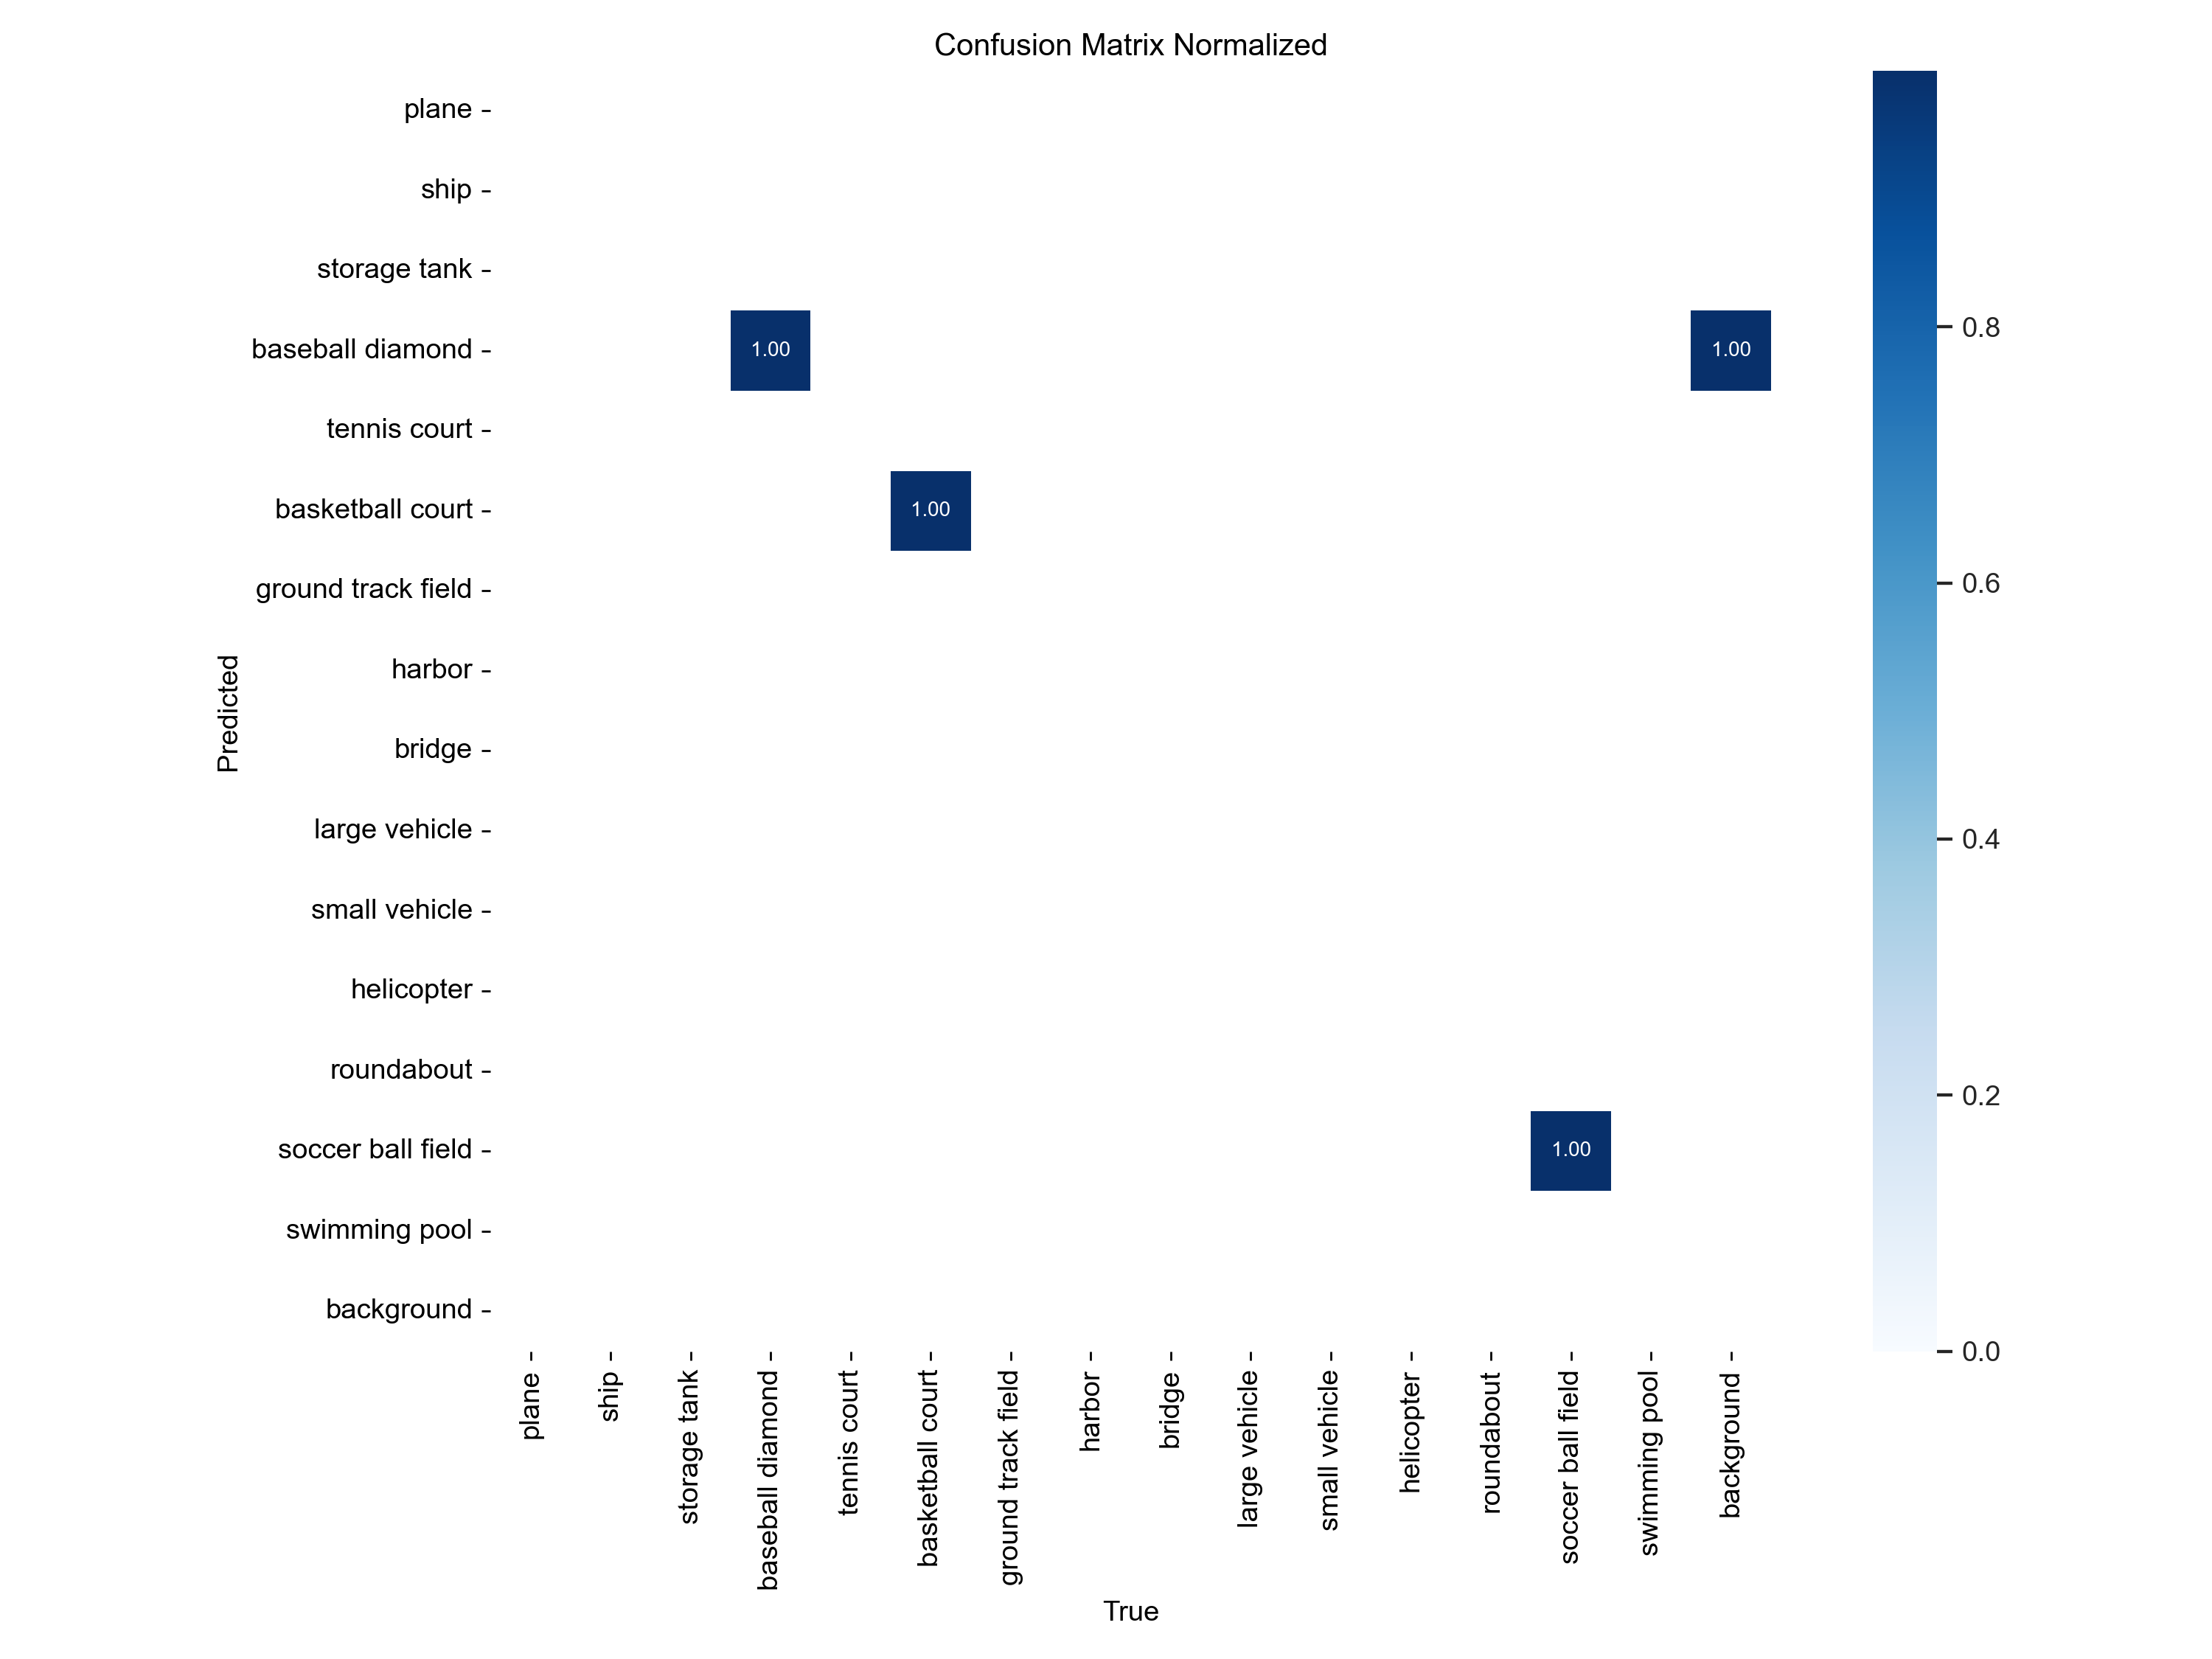 Confusion Matrix Normalized
plane
ship
storage tank
baseball diamond
1.00
1.00
0.8
tennis court
basketball court
1.00
ground track field
0.6
Predicted
harbor
bridge
large vehicle
0.4
small vehicle
helicopter
roundabout
0.2
soccer ball field
1.00
swimming pool
background
0.0
plane
ship
storage tank
baseball diamond
tennis court
basketball court
ground track field
harbor
bridge
large vehicle
small vehicle
helicopter
roundabout
soccer ball field
swimming pool
background
True